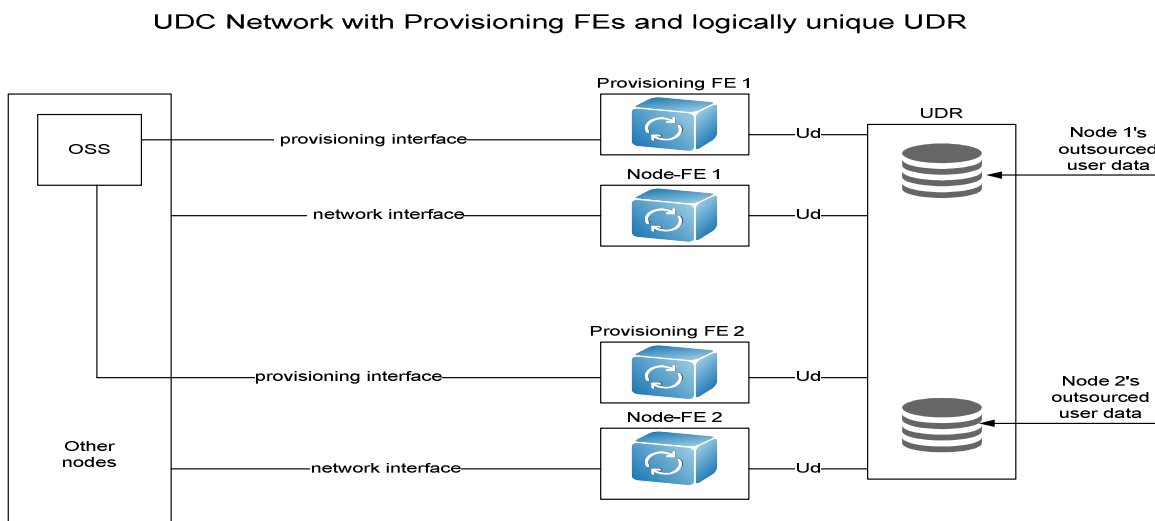 UDC Network with Provisioning FEs and logically unique UDR
Provisioning FE 1
UDR
OSS
provisioning interface
Ud
Node 1's
outsourced
user data
Node-FE 1
network interface
Ud
Provisioning FE 2
provisioning interface
Ud
Node 2's
outsourced
user data
Node-FE 2
Other
nodes
network interface
Ud